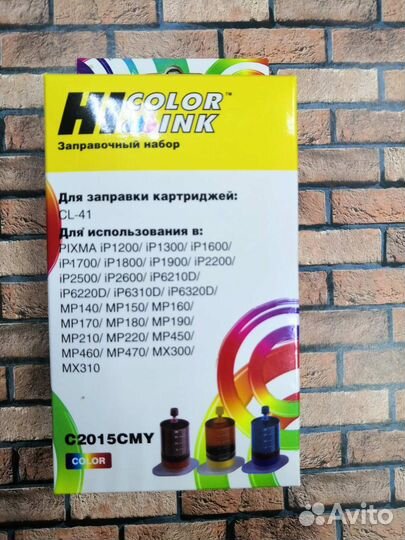 HI COLOR INK™
Заправочный набор
Для заправки картриджей:
CL-41
Для использования в:
PIXMA iP1200/ iP1300/ iP1600/
iP1700/ iP1800/ iP1900/ iP2200/
iP2500/ iP2600/ iP6210D/
iP6220D/ iP6310D/ iP6320D/
MP140/ MP150/ MP160/
MP170/ MP180/ MP190/
MP210/ MP220/ MP450/
MP460/ MP470/ MX300/
MX310
C2015CMY
COLOR
Avito